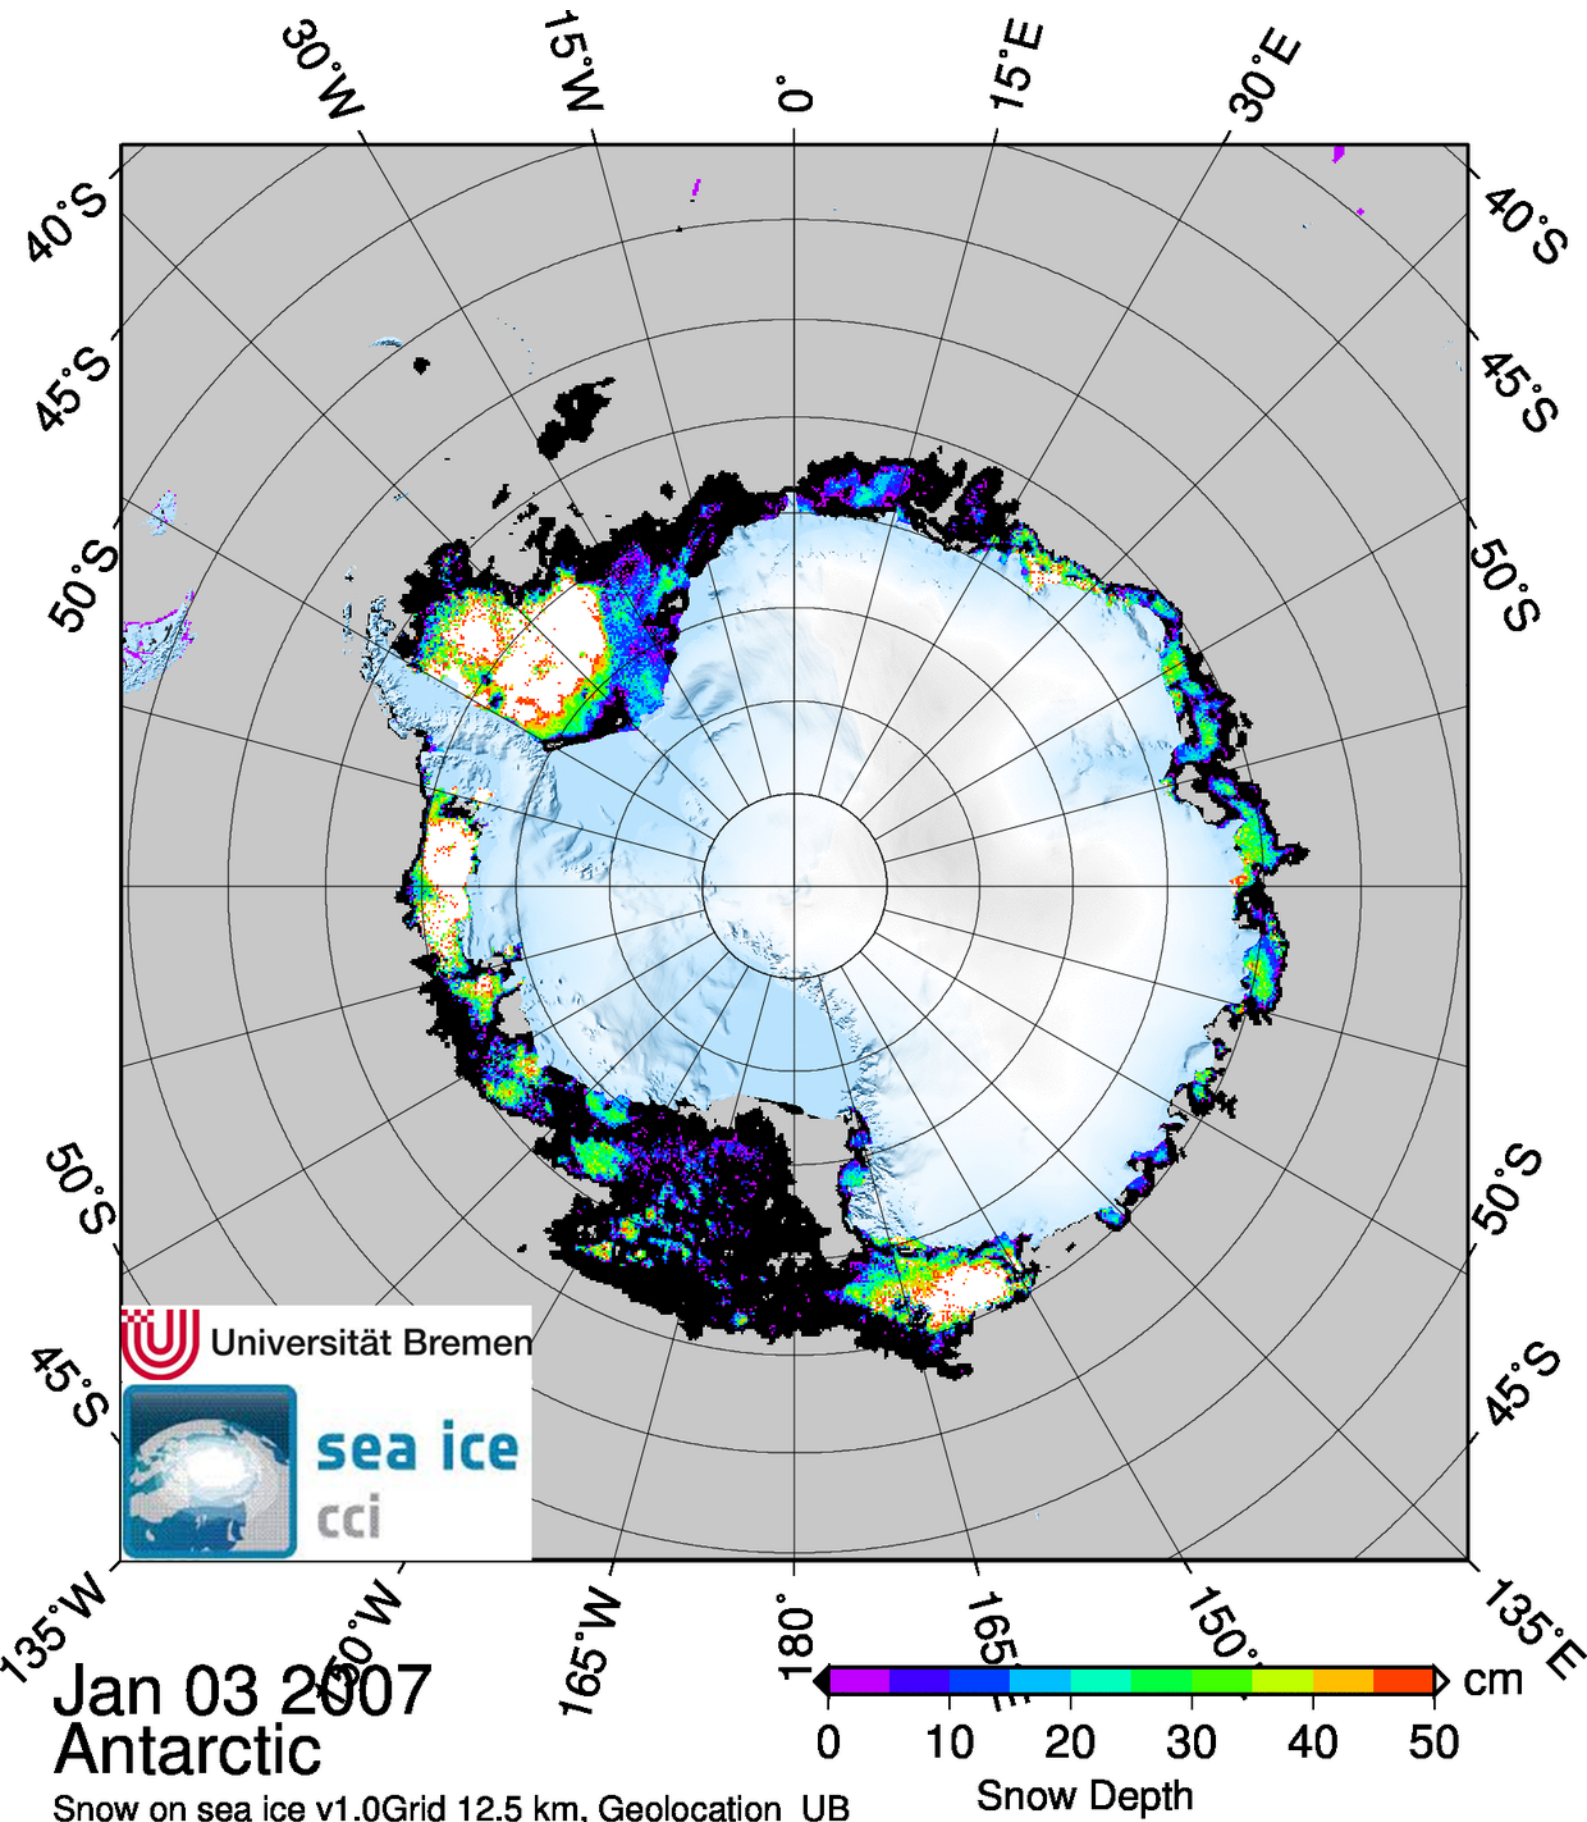 30°W 15°W 0° 15°E 30°E
40°S 40°S
45°S 45°S
50°S 50°S
50°S 50°S
45°S 45°S
Universität Bremen
sea ice
cci
135°W 150°W 165°W 180° 165°E 150° 135°E
Jan 03 2007
Antarctic
Snow on sea ice v1.0Grid 12.5 km, Geolocation UB
cm
0 10 20 30 40 50
Snow Depth